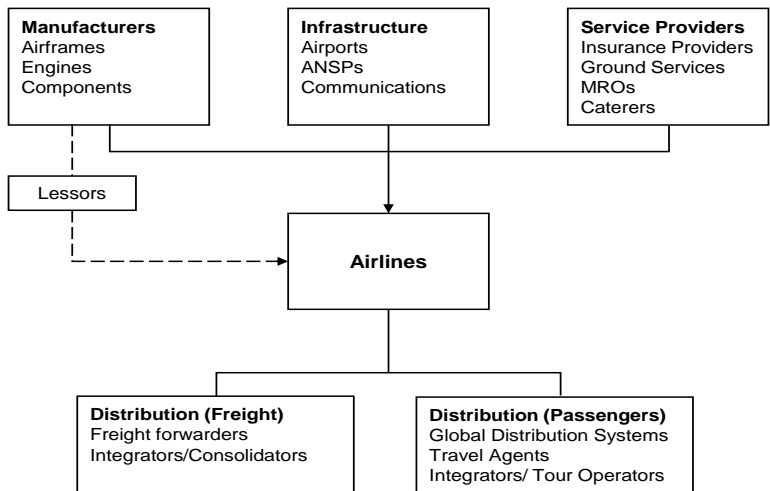 Manufacturers
Airframes
Engines
Components
Infrastructure
Airports
ANSPs
Communications
Service Providers
Insurance Providers
Ground Services
MROs
Caterers
Lessors
Airlines
Distribution (Freight)
Freight forwarders
Integrators/Consolidators
Distribution (Passengers)
Global Distribution Systems
Travel Agents
Integrators/ Tour Operators